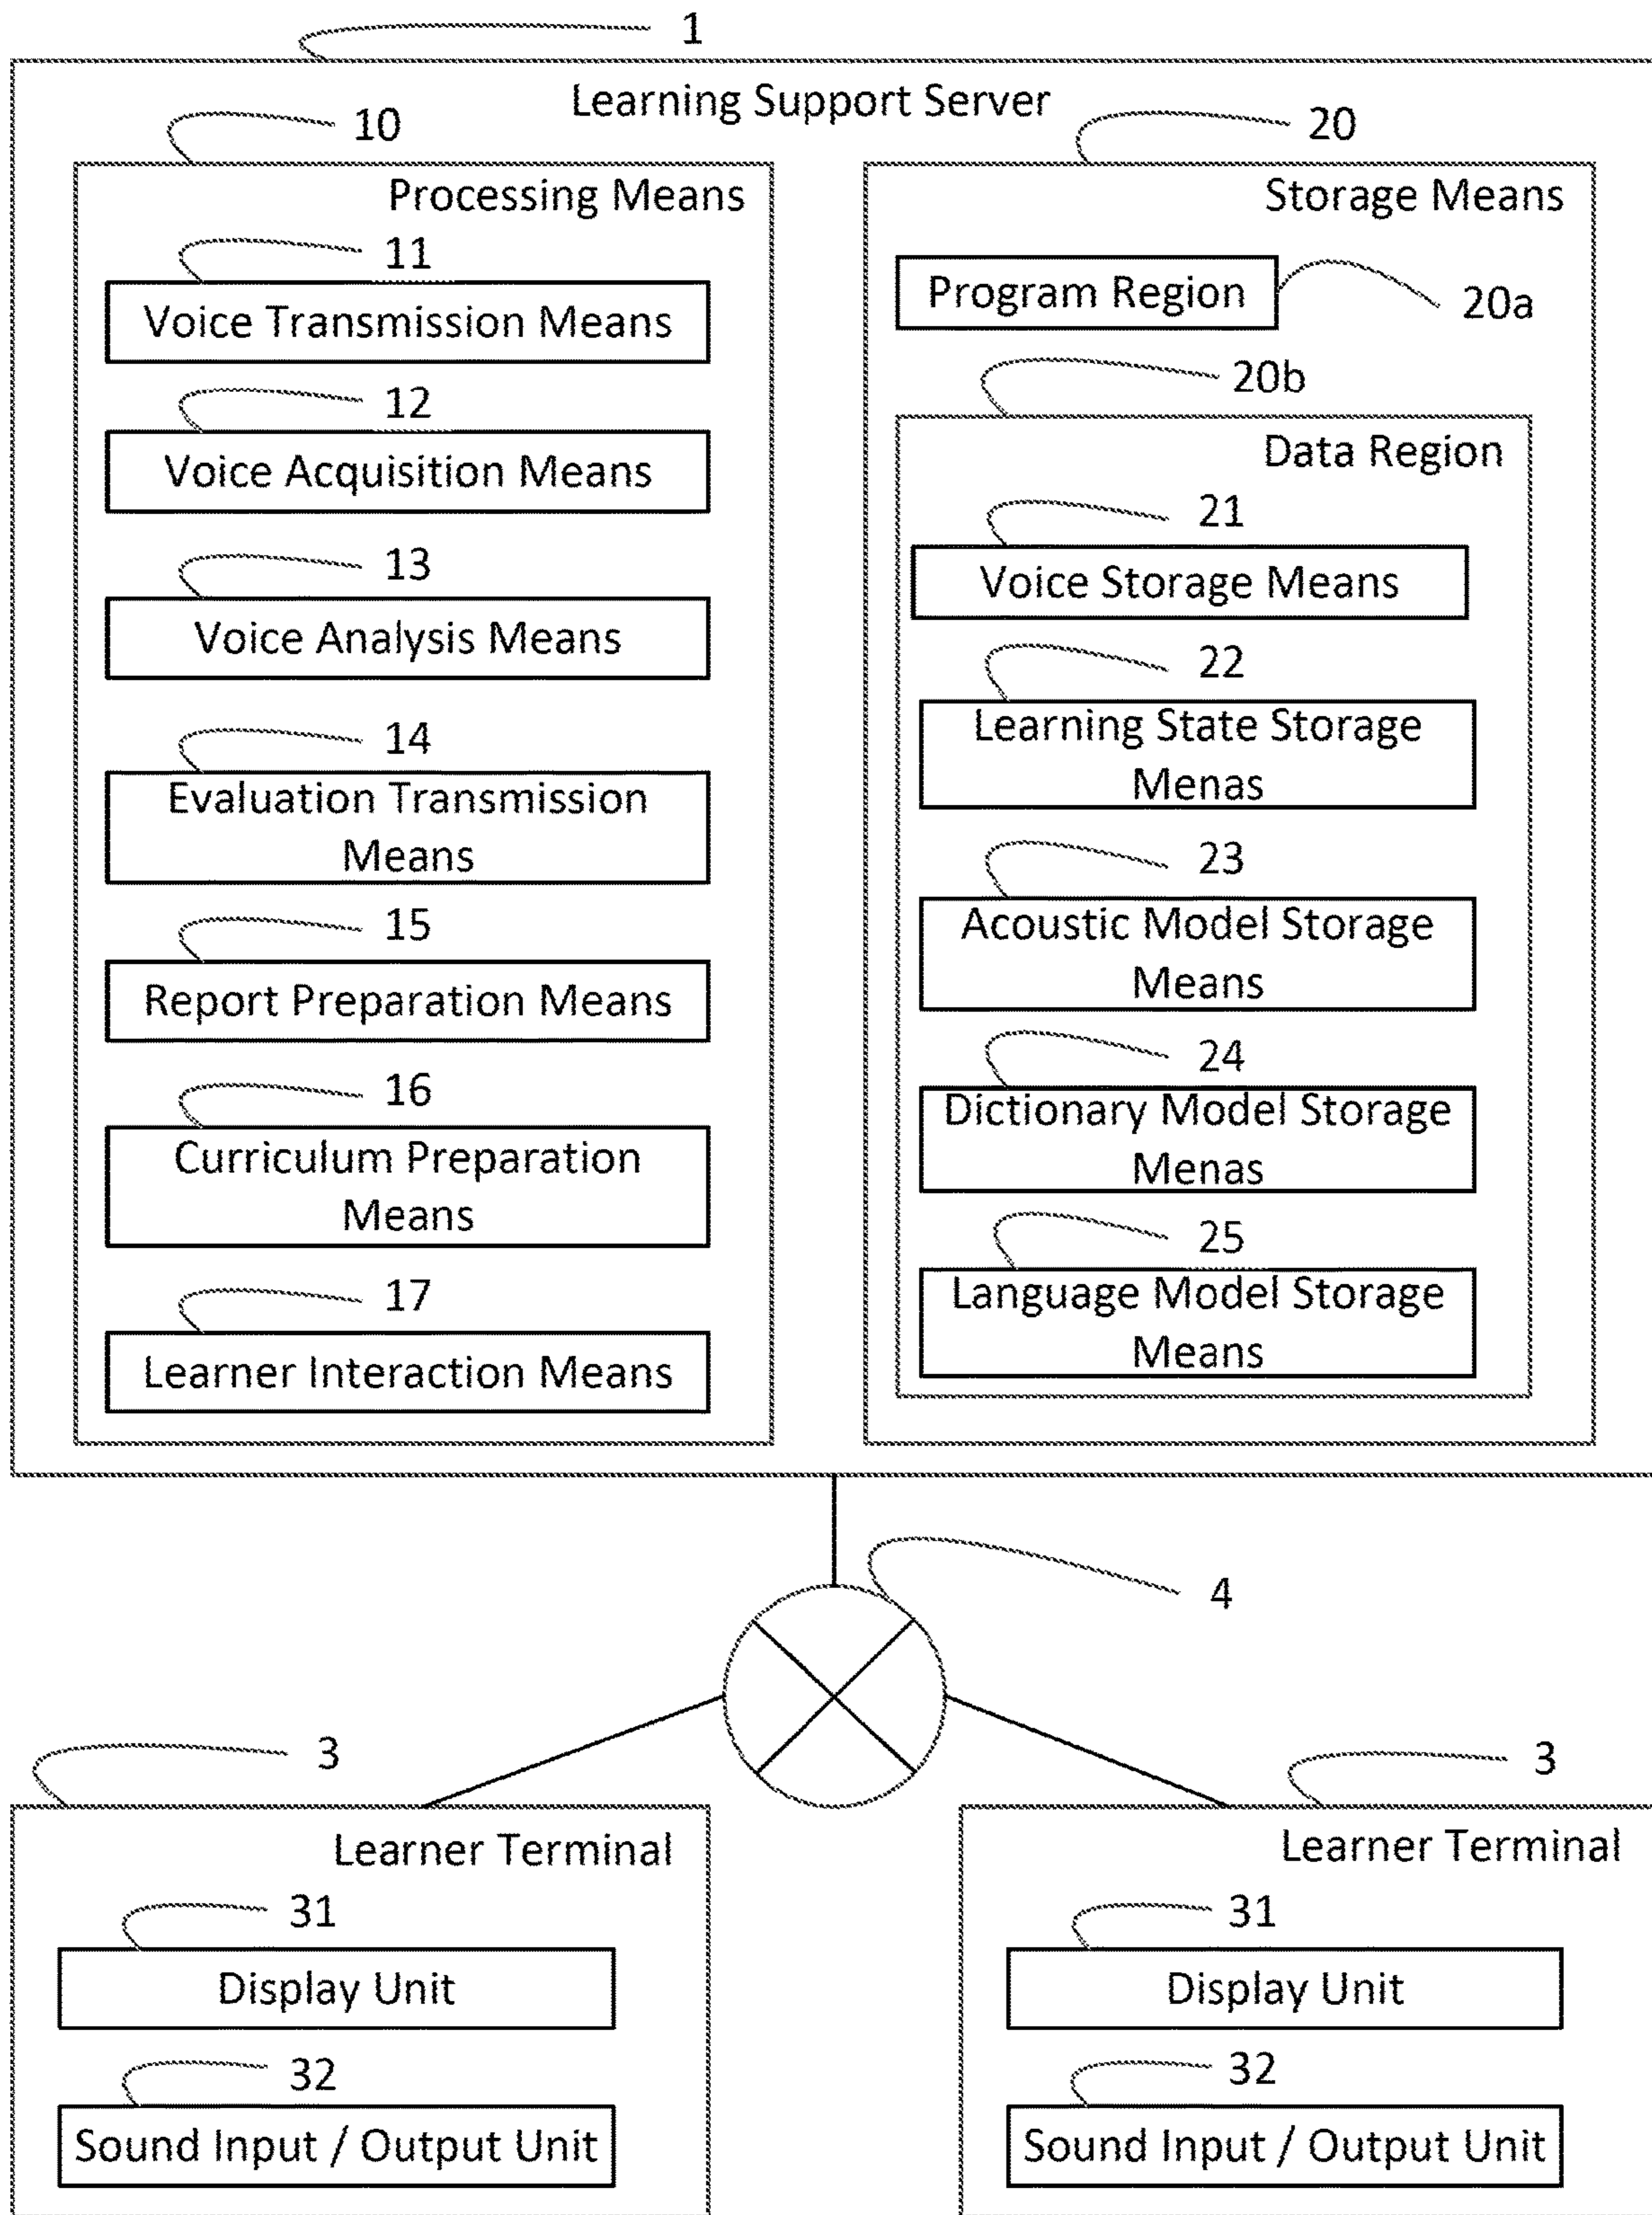 1
Learning Support Server
10
Processing Means
11
Voice Transmission Means
12
Voice Acquisition Means
13
Voice Analysis Means
14
Evaluation Transmission
Means
15
Report Preparation Means
16
Curriculum Preparation
Means
17
Learner Interaction Means
20
Storage Means
Program Region
20a
20b
Data Region
21
Voice Storage Means
22
Learning State Storage
Menas
23
Acoustic Model Storage
Means
24
Dictionary Model Storage
Menas
25
Language Model Storage
Means
4
3
Learner Terminal
31
Display Unit
32
Sound Input / Output Unit
3
Learner Terminal
31
Display Unit
32
Sound Input / Output Unit